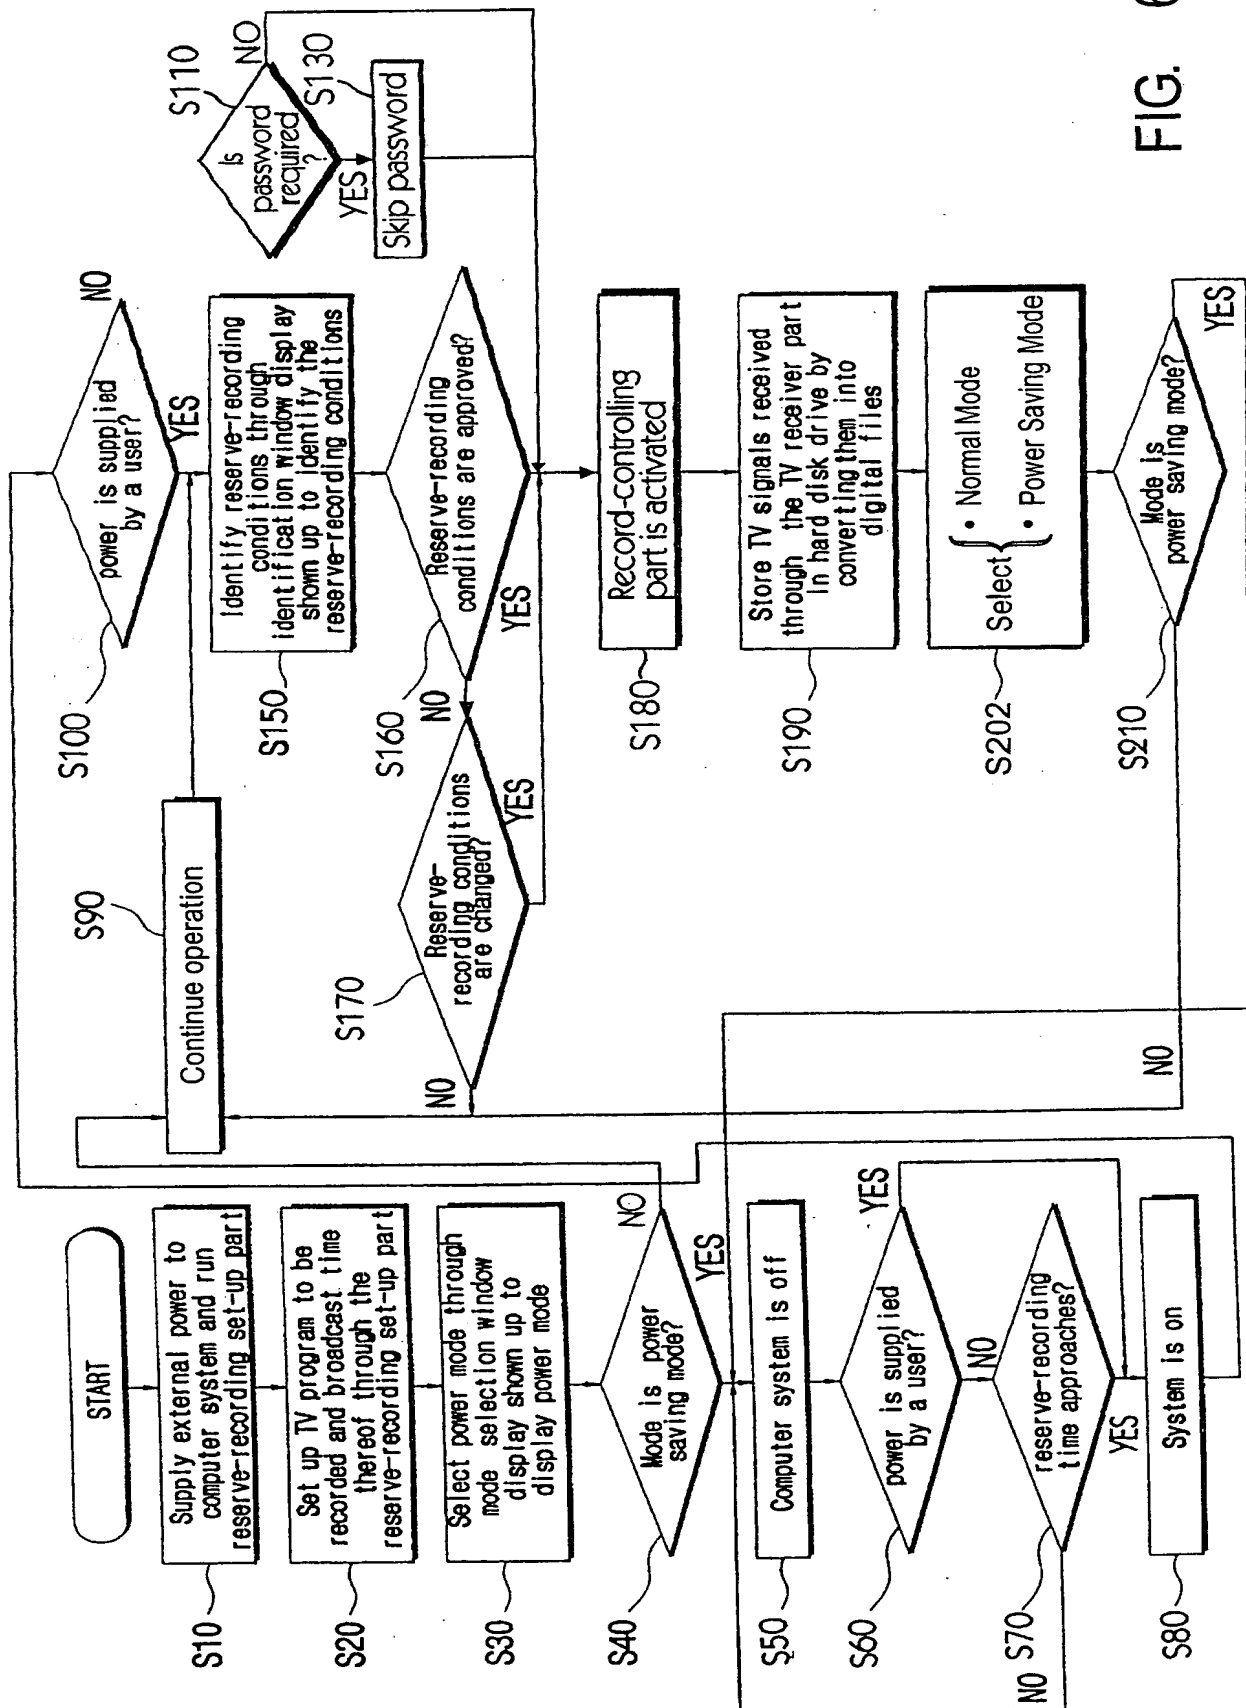 START
S10
Supply external power to
computer system and run
reserve-recording set-up part
S20
Set up TV program to be
recorded and broadcast time
thereof through the
reserve-recording set-up part
S30
Select power mode through
mode selection window
display shown up to
display power mode
S40
Mode is power
saving mode?
NO
YES
S50
Computer system is off
S60
power is supplied
by a user?
YES
NO
S70
reserve-recording
time approaches?
NO
YES
S80
System is on
S90
Continue operation
S100
power is supplied
by a user?
NO
YES
S110
Is
password
required
?
NO
YES
S130
Skip password
S150
Identify reserve-recording
conditions through
identification window display
shown up to identify the
reserve-recording conditions
S160
Reserve-recording
conditions are approved?
NO
YES
S170
Reserve-
recording conditions
are changed?
NO
YES
S180
Record-controlling
part is activated
S190
Store TV signals received
through the TV receiver part
in hard disk drive by
converting them into
digital files
S202
Select
• Normal Mode
• Power Saving Mode
S210
Mode is
power saving mode?
NO
YES
FIG. 6